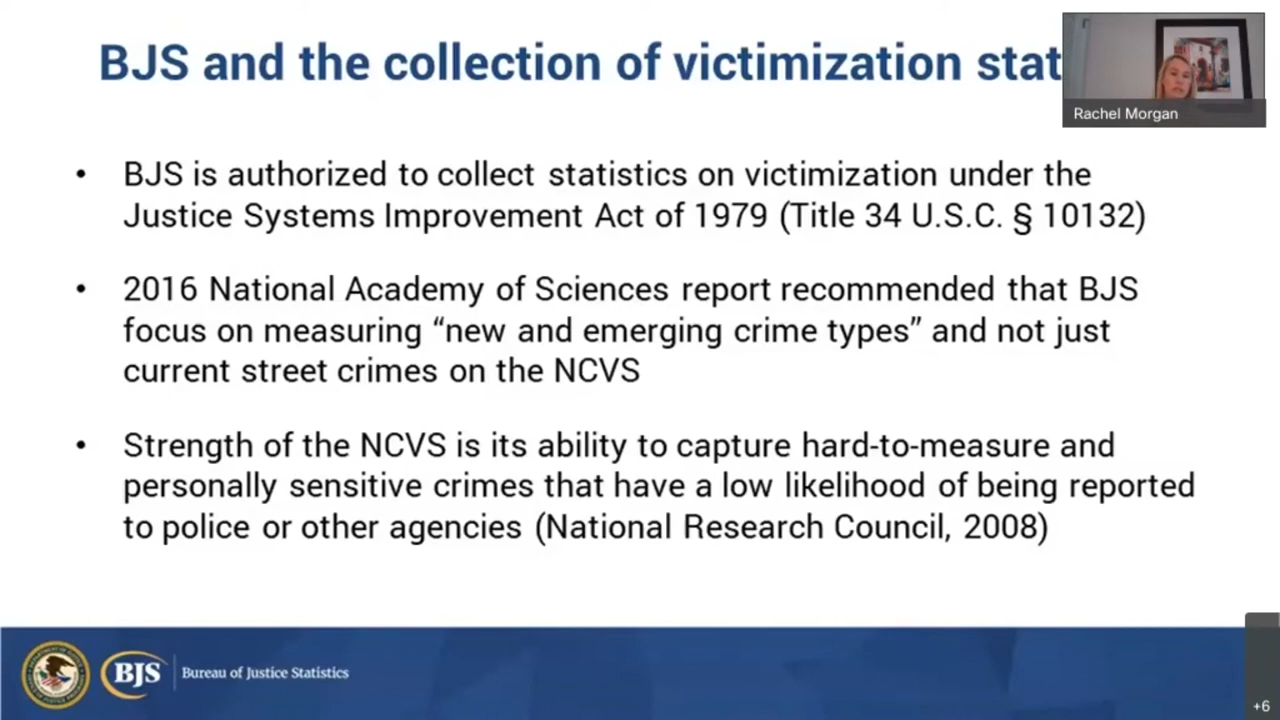 BJS and the collection of victimization stat
Rachel Morgan
• BJS is authorized to collect statistics on victimization under the
Justice Systems Improvement Act of 1979 (Title 34 U.S.C. § 10132)
• 2016 National Academy of Sciences report recommended that BJS
focus on measuring “new and emerging crime types” and not just
current street crimes on the NCVS
• Strength of the NCVS is its ability to capture hard-to-measure and
personally sensitive crimes that have a low likelihood of being reported
to police or other agencies (National Research Council, 2008)
BJS
Bureau of Justice Statistics
+6